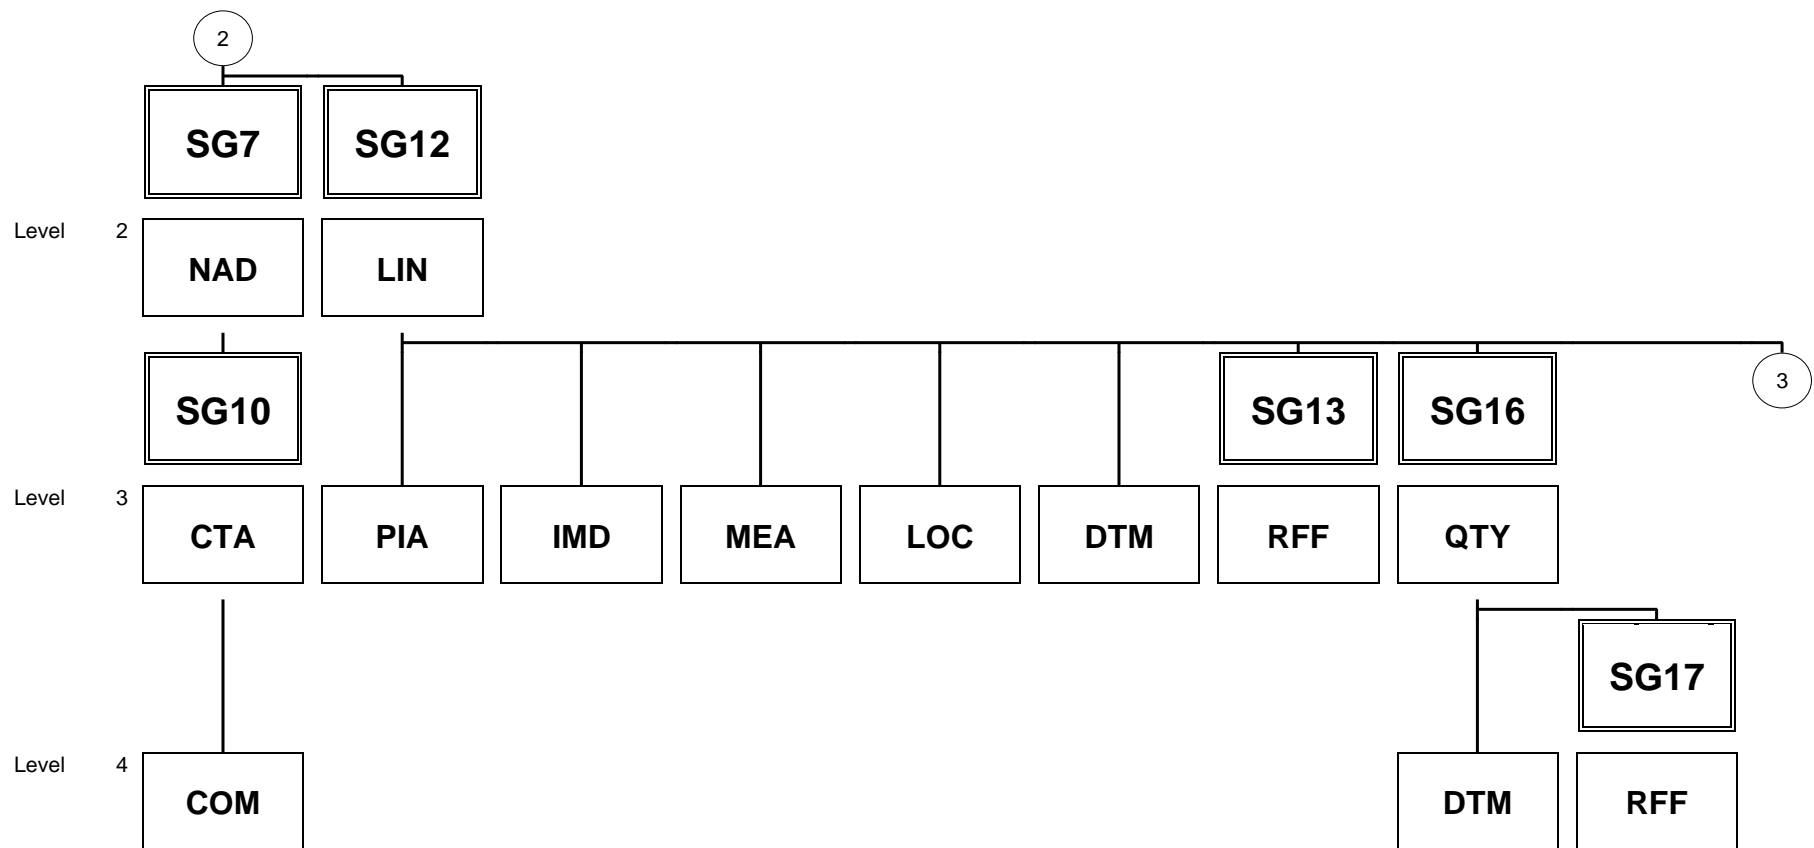 2
SG7 SG12
Level 2
NAD LIN
3
SG10 SG13 SG16
Level 3
CTA PIA IMD MEA LOC DTM RFF QTY
SG17
Level 4
COM DTM RFF